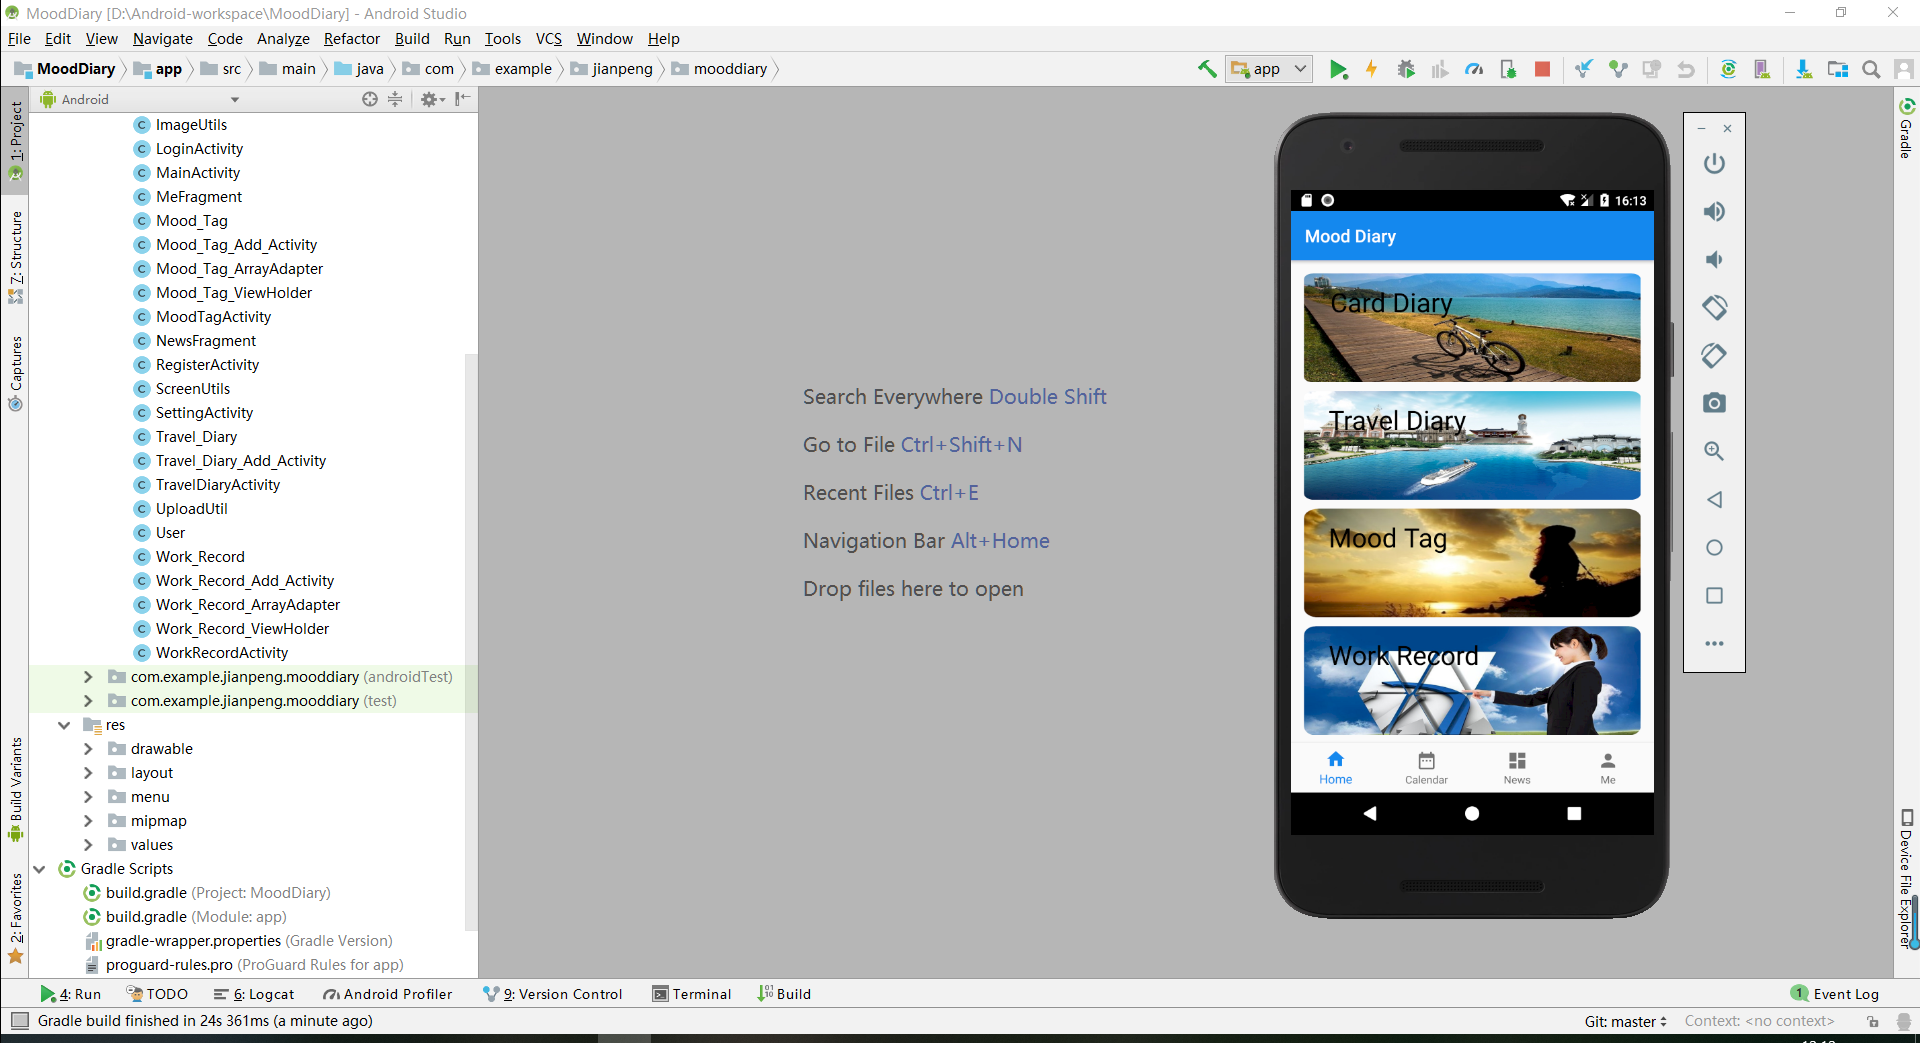 MoodDiary [D:\Android-workspace\MoodDiary] - Android Studio
File Edit View Navigate Code Analyze Refactor Build Run Tools VCS Window Help
MoodDiary app src main java com example jianpeng mooddiary
app
Android
1: Project
7: Structure
Captures
Build Variants
2: Favorites
ImageUtils
LoginActivity
MainActivity
MeFragment
Mood_Tag
Mood_Tag_Add_Activity
Mood_Tag_ArrayAdapter
Mood_Tag_ViewHolder
MoodTagActivity
NewsFragment
RegisterActivity
ScreenUtils
SettingActivity
Travel_Diary
Travel_Diary_Add_Activity
TravelDiaryActivity
UploadUtil
User
Work_Record
Work_Record_Add_Activity
Work_Record_ArrayAdapter
Work_Record_ViewHolder
WorkRecordActivity
com.example.jianpeng.mooddiary (androidTest)
com.example.jianpeng.mooddiary (test)
res
drawable
layout
menu
mipmap
values
Gradle Scripts
build.gradle (Project: MoodDiary)
build.gradle (Module: app)
gradle-wrapper.properties (Gradle Version)
proguard-rules.pro (ProGuard Rules for app)
Search Everywhere Double Shift
Go to File Ctrl+Shift+N
Recent Files Ctrl+E
Navigation Bar Alt+Home
Drop files here to open
16:13
Mood Diary
Card Diary
Travel Diary
Mood Tag
Work Record
Home Calendar News Me
Gradle
Device File Explorer
4: Run TODO 6: Logcat Android Profiler 9: Version Control Terminal Build
1 Event Log
Gradle build finished in 24s 361ms (a minute ago)
Git: master Context: <no context>